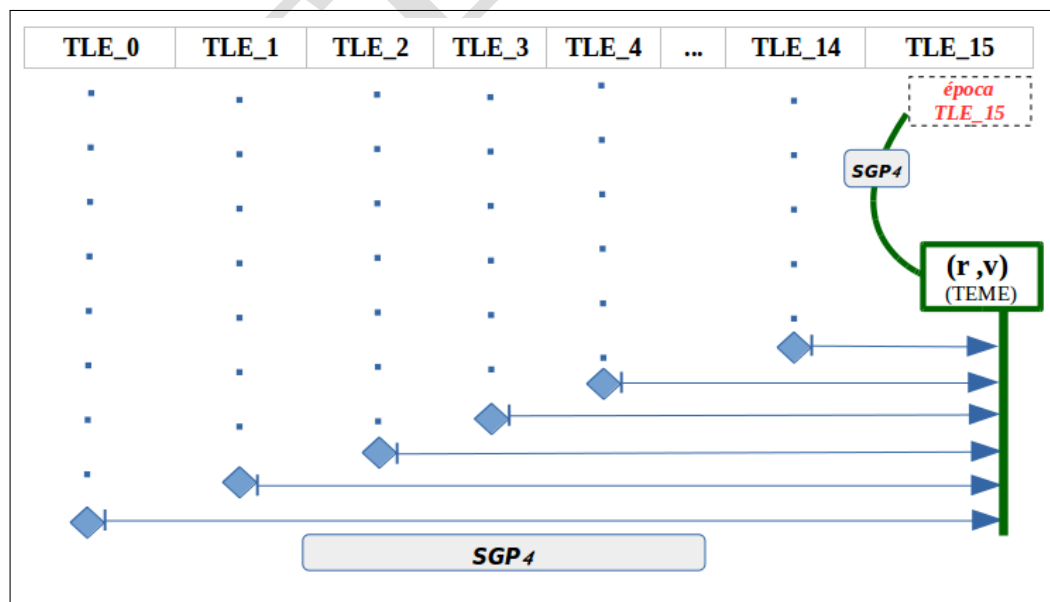 TLE_0 TLE_1 TLE_2 TLE_3 TLE_4 ... TLE_14 TLE_15
época
TLE_15
SGP4
(r ,v)
(TEME)
SGP4